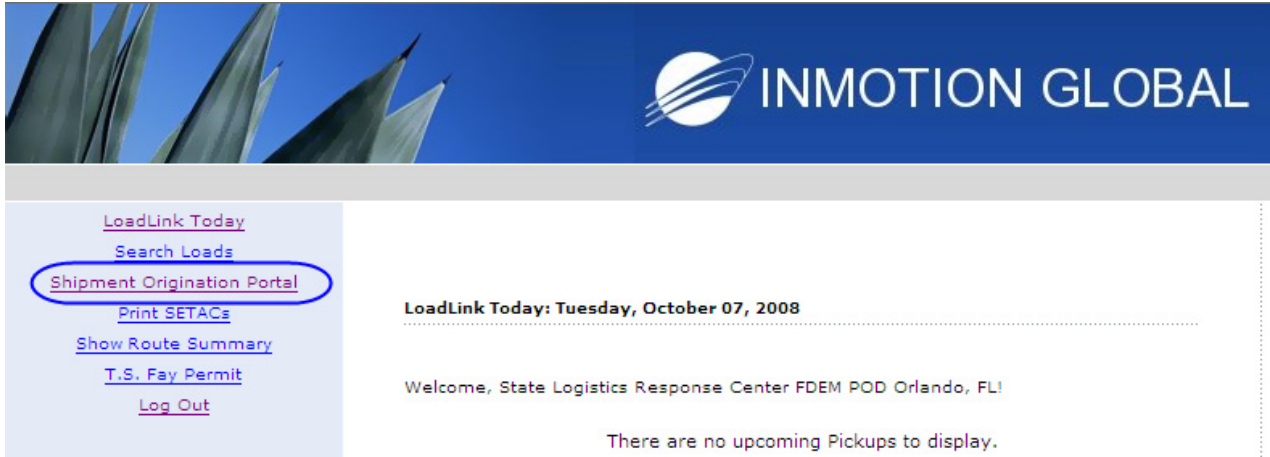 INMOTION GLOBAL
LoadLink Today
Search Loads
Shipment Origination Portal
Print SETACs
Show Route Summary
T.S. Fay Permit
Log Out
LoadLink Today: Tuesday, October 07, 2008
Welcome, State Logistics Response Center FDEM POD Orlando, FL!
There are no upcoming Pickups to display.